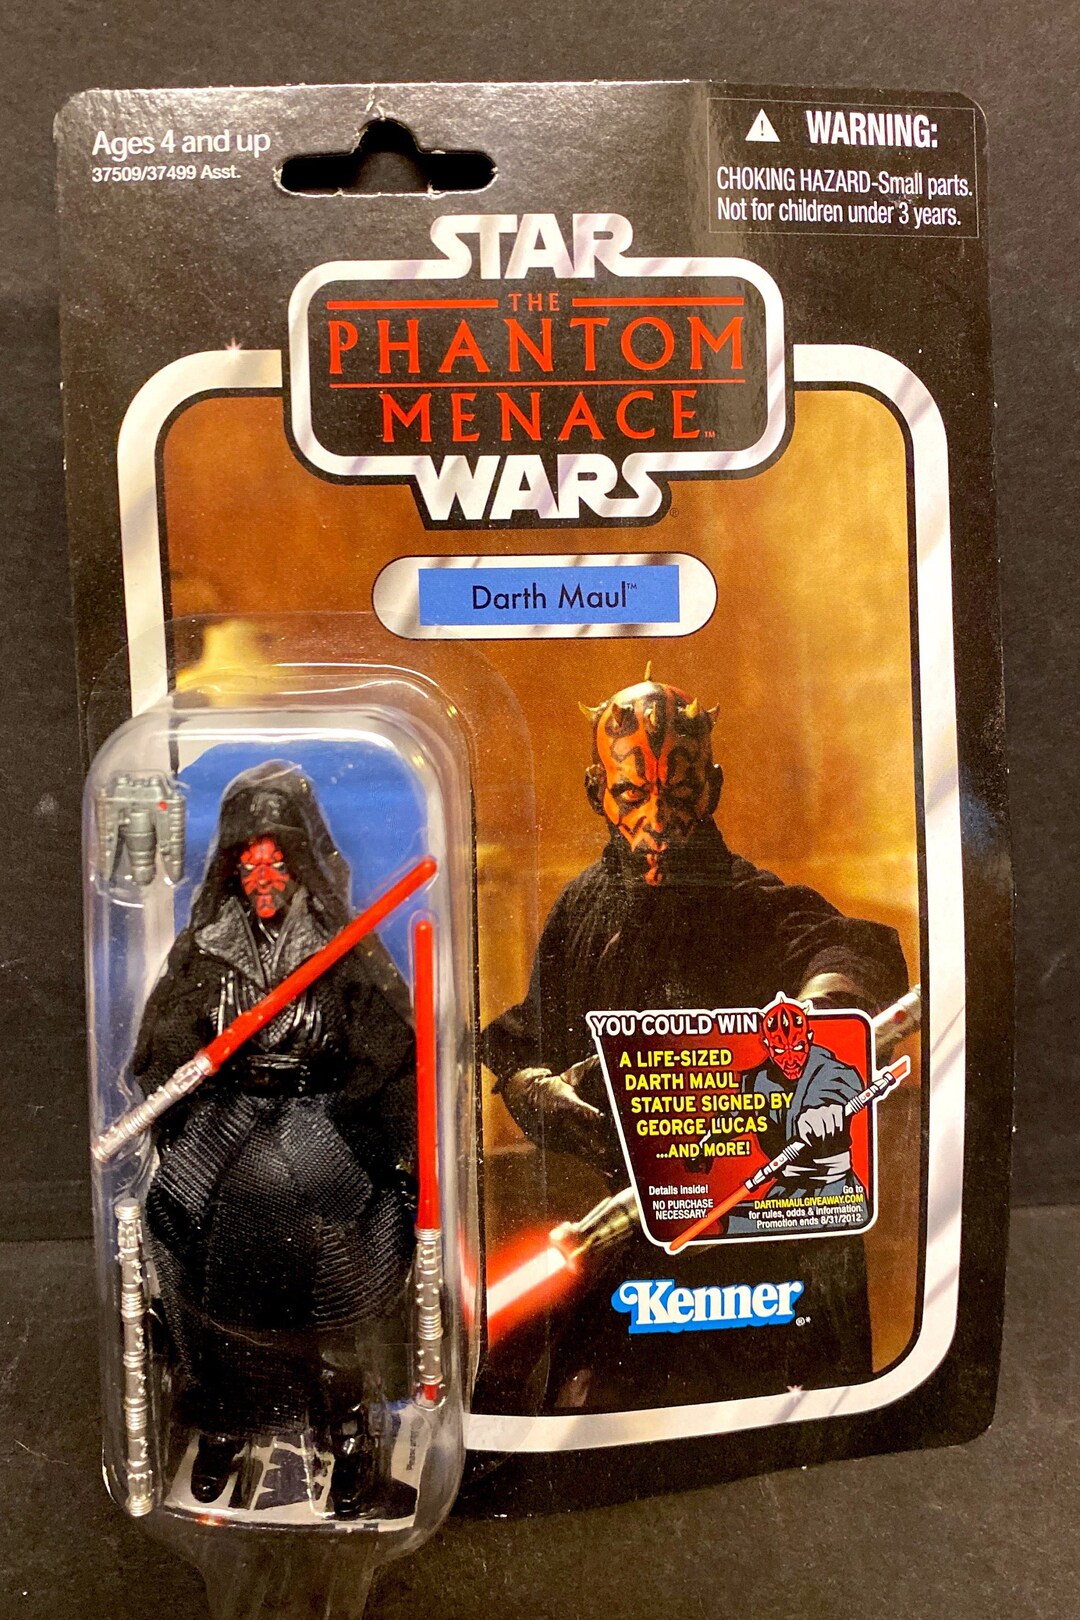 Ages 4 and up
37509/37499 Asst.
WARNING:
CHOKING HAZARD-Small parts.
Not for children under 3 years.
STAR
THE
PHANTOM
MENACE™
WARS®
Darth Maul™
YOU COULD WIN
A LIFE-SIZED
DARTH MAUL
STATUE SIGNED BY
GEORGE LUCAS
...AND MORE!
Details inside!
NO PURCHASE
NECESSARY.
Go to
DARTHMAULGIVEAWAY.COM
for rules, odds & information.
Promotion ends 8/31/2012.
Kenner®*